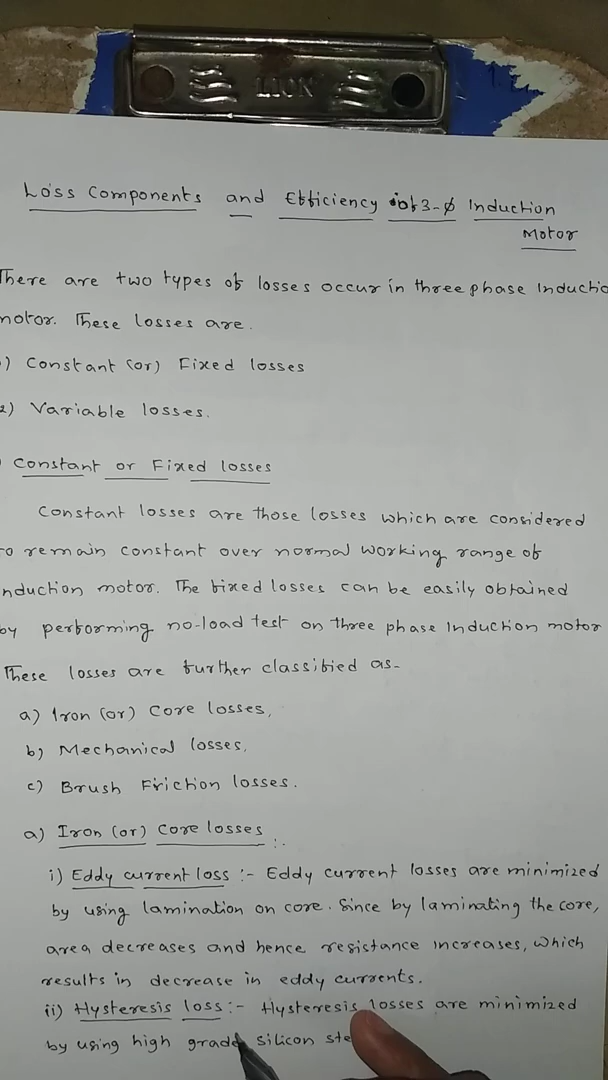 LION
Loss Components and Efficiency of 3-φ Induction
Motor
There are two types of losses occur in three phase Inductio
motor. These losses are.
) Constant (or) Fixed losses
2) Variable losses.
) Constant or Fixed losses
Constant losses are those losses which are considered
to remain constant over normal working range of
nduction motor. The fixed losses can be easily obtained
by performing no-load test on three phase Induction motor
These losses are further classified as-
a) Iron (or) Core losses,
b) Mechanical losses,
c) Brush Friction losses.
a) Iron (or) Core losses :.
i) Eddy current loss :- Eddy current losses are minimized
by using lamination on core. Since by laminating the core,
area decreases and hence resistance increases, which
results in decrease in eddy currents.
ii) Hysteresis loss:- Hysteresis losses are minimized
by using high grade silicon ste